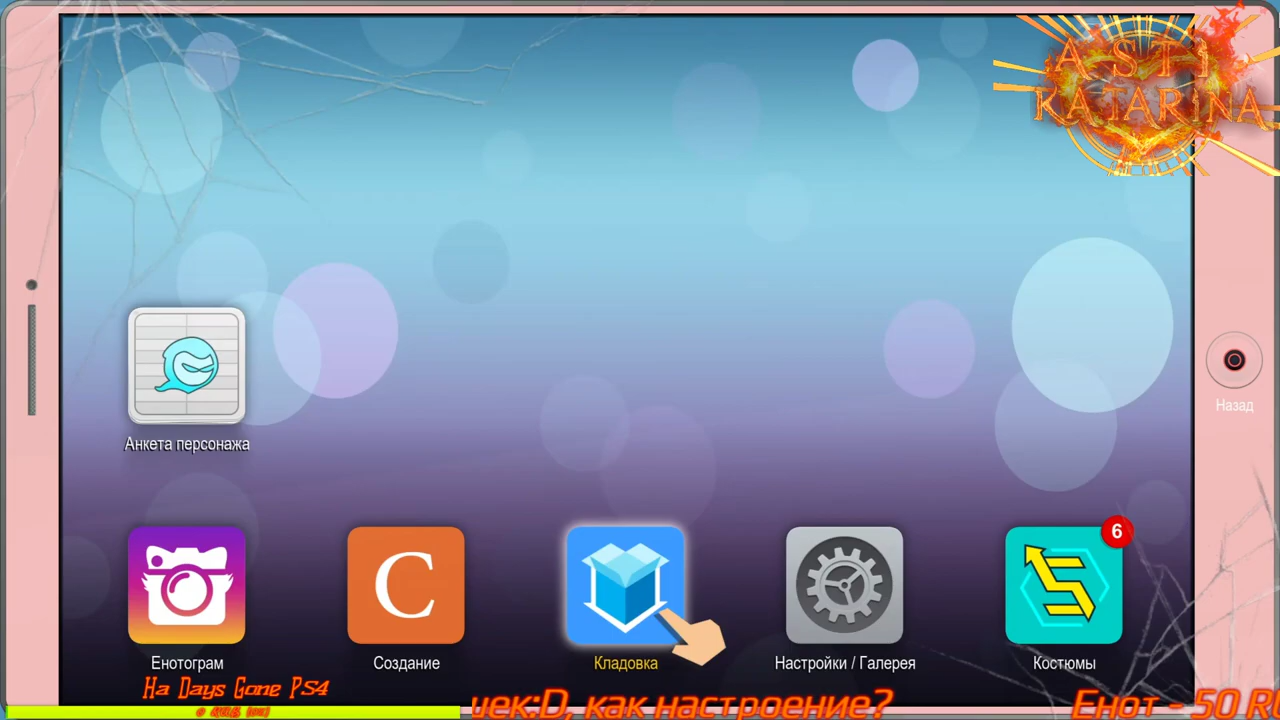 ASTI
KATARINA
Назад
Анкета персонажа
6
Енотограм
Создание
C
Кладовка
Настройки / Галерея
Костюмы
На Days Gone PS4
чек:D, как настроение?
Енот - 50 R